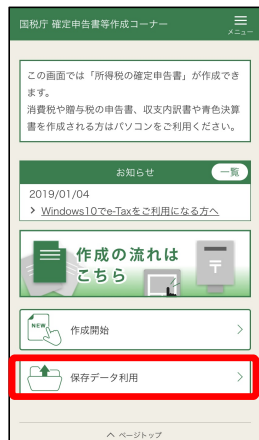 国税庁 確定申告書等作成コーナー
メニュー
この画面では「所得税の確定申告書」が作成でき
ます。
消費税や贈与税の申告書、収支内訳書や青色決算
書を作成される方はパソコンをご利用ください。
お知らせ
一覧
2019/01/04
> Windows10でe-Taxをご利用になる方へ
作成の流れは
こちら
〒
NEW
作成開始
保存データ利用
ページトップ